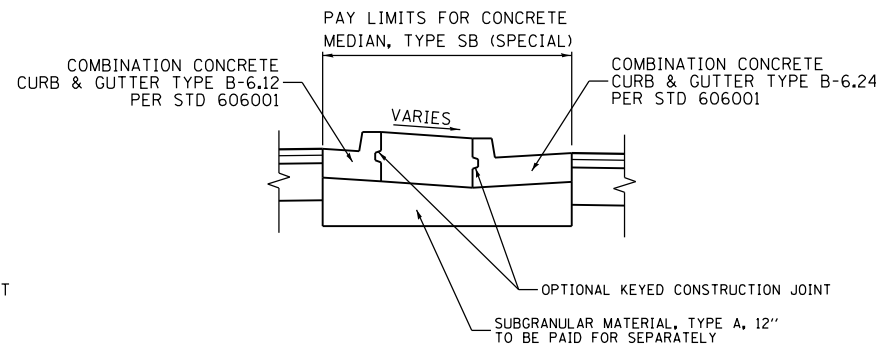 PAY LIMITS FOR CONCRETE
MEDIAN, TYPE SB (SPECIAL)
COMBINATION CONCRETE
CURB & GUTTER TYPE B-6.12
PER STD 606001
COMBINATION CONCRETE
CURB & GUTTER TYPE B-6.24
PER STD 606001
VARIES
T
OPTIONAL KEYED CONSTRUCTION JOINT
SUBGRANULAR MATERIAL, TYPE A, 12''
TO BE PAID FOR SEPARATELY